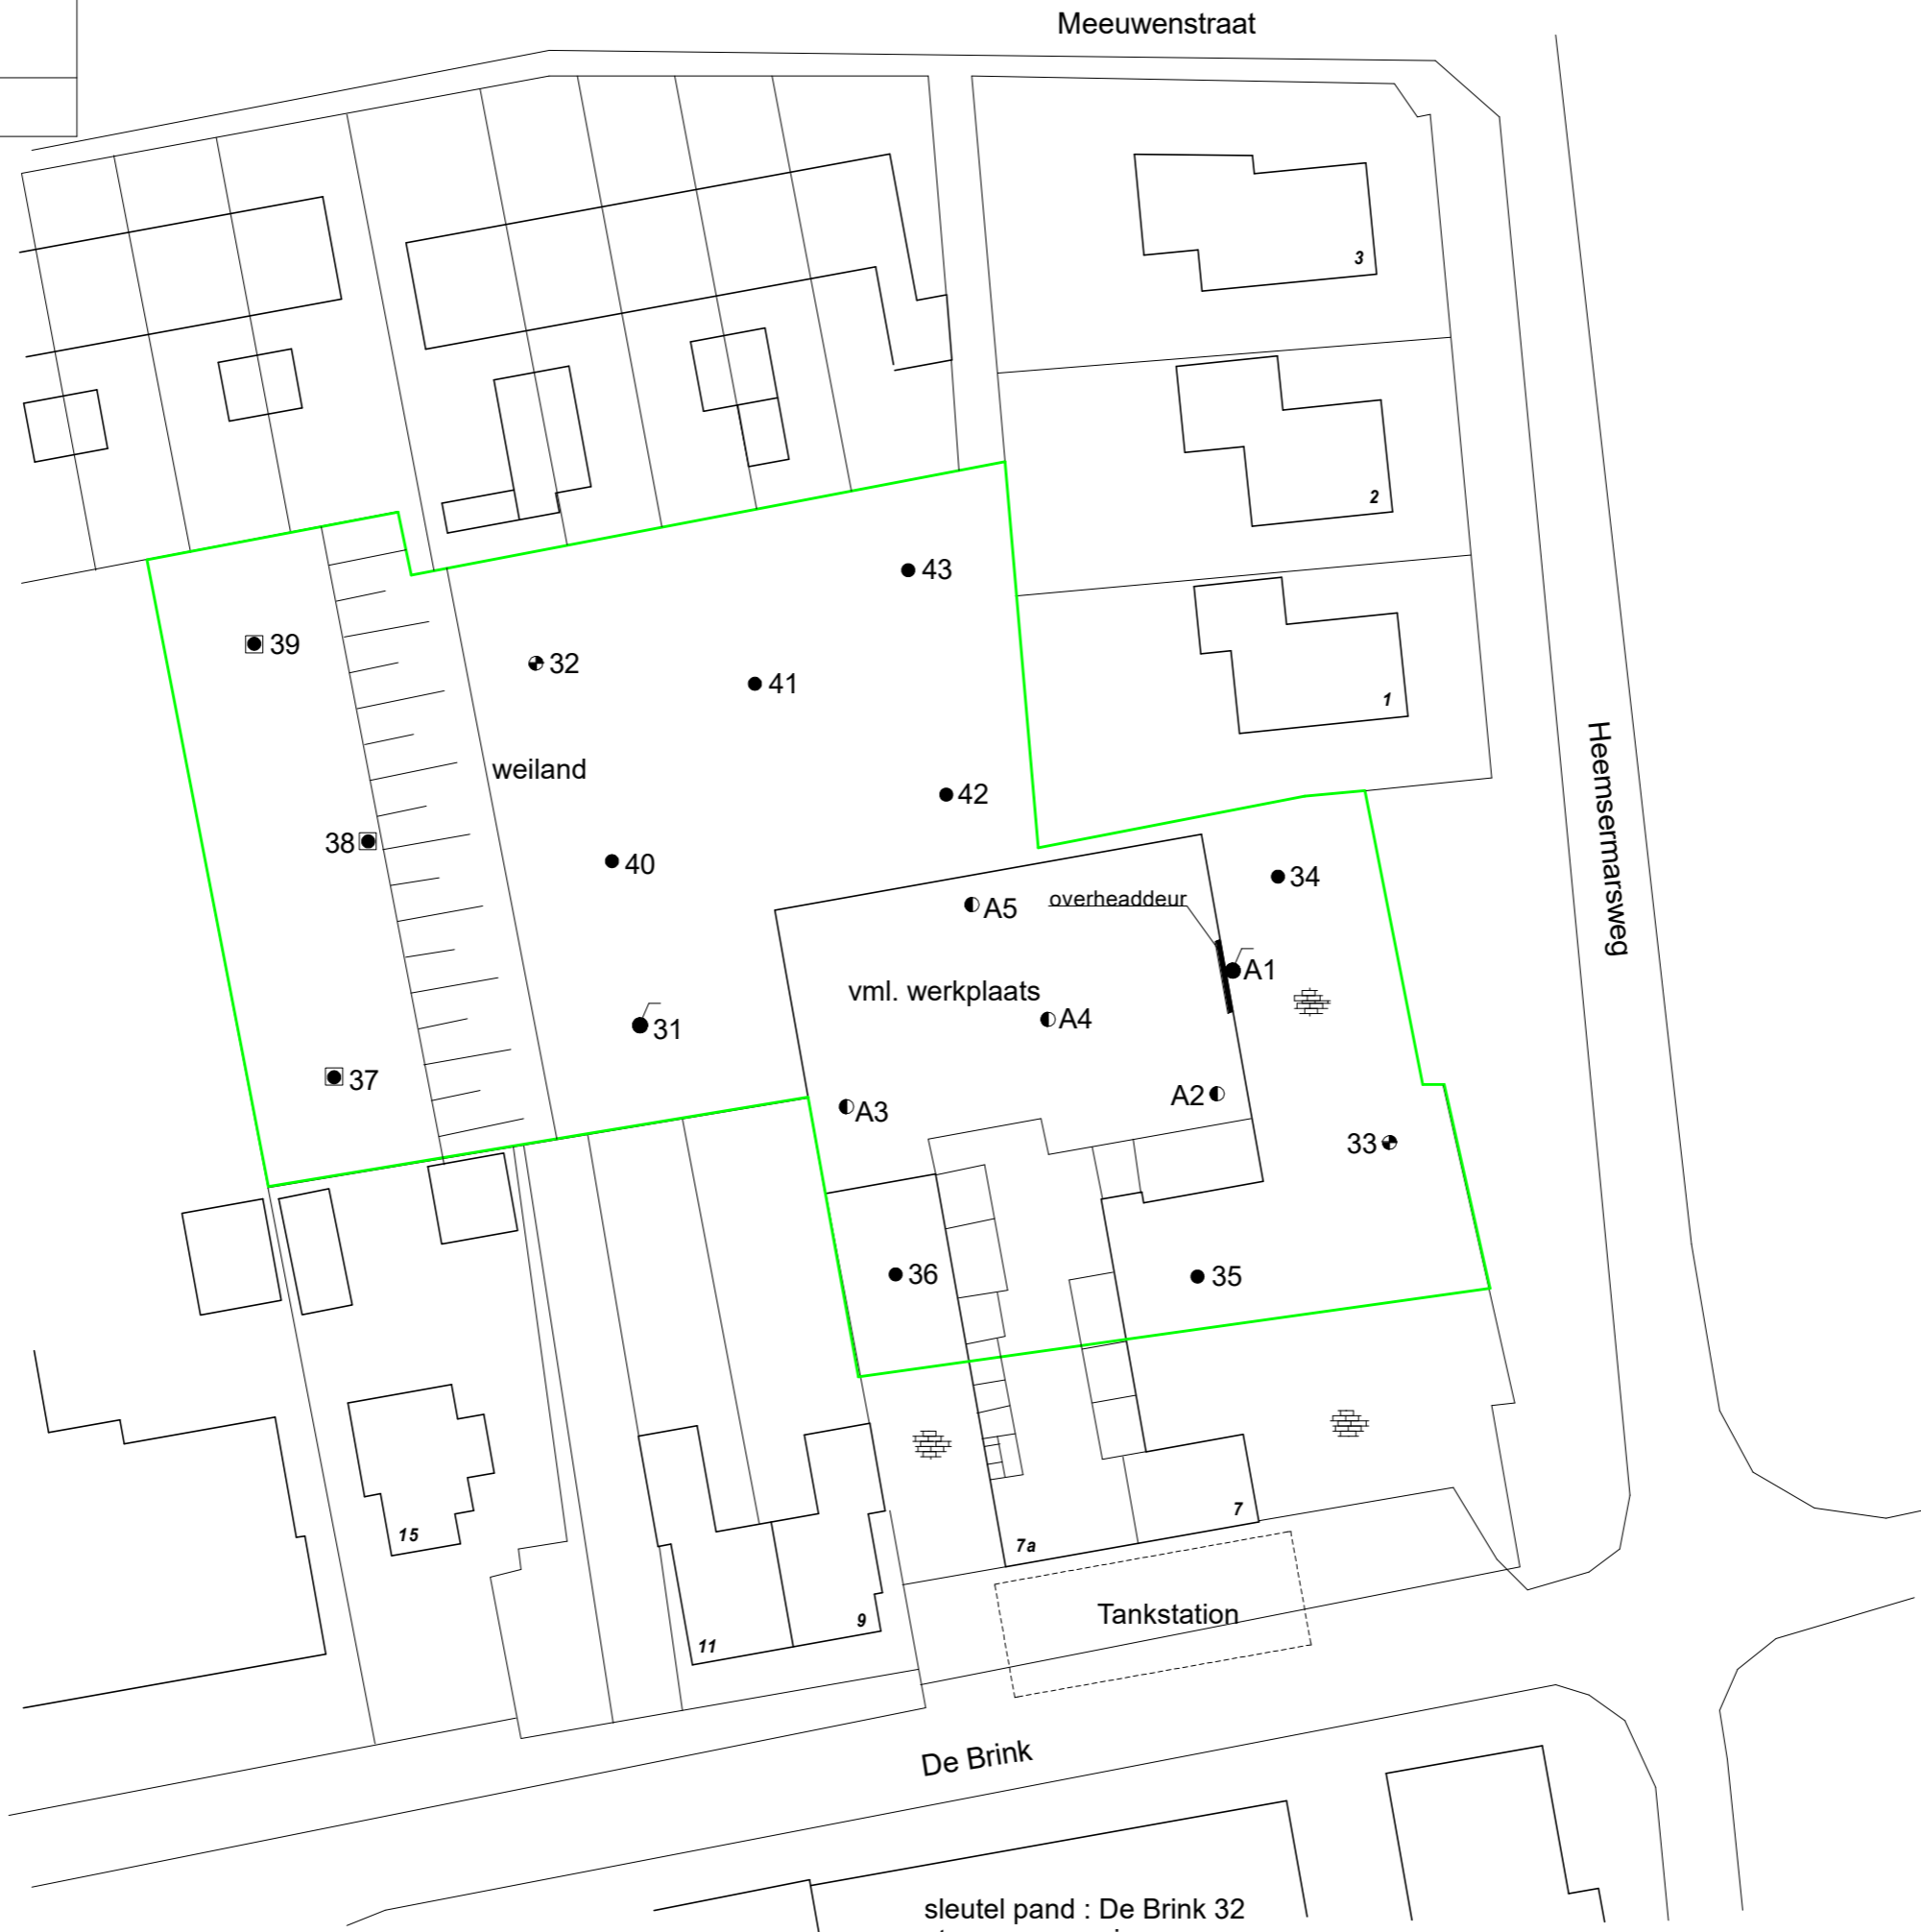 Meeuwenstraat
3
2
43
39
32
41
1
weiland
Heemsermarsweg
42
38
40
34
overheaddeur
A5
A1
vml. werkplaats
A4
31
37
A2
A3
33
36
35
7
15
7a
Tankstation
9
11
De Brink
sleutel pand : De Brink 32